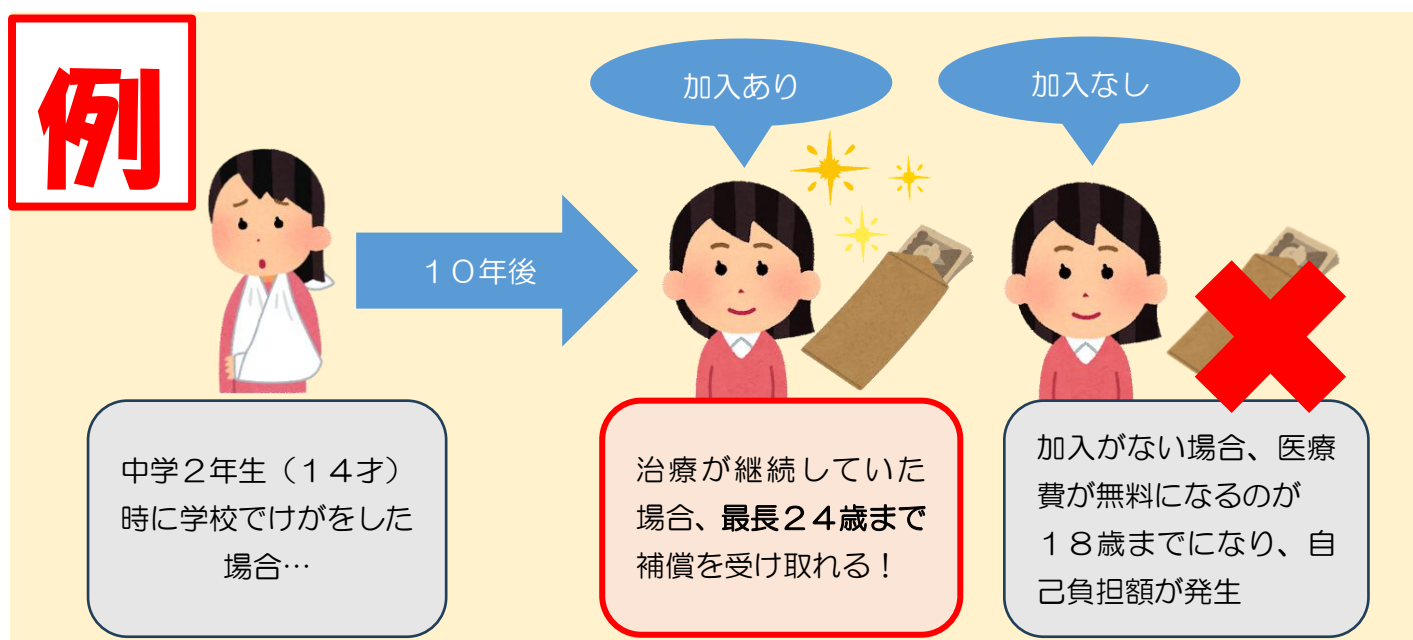 例
加入あり
加入なし
１０年後
中学２年生（１４才）
時に学校でけがをした
場合…
治療が継続していた
場合、最長２４歳まで
補償を受け取れる！
加入がない場合、医療
費が無料になるのが
１８歳までになり、自
己負担額が発生